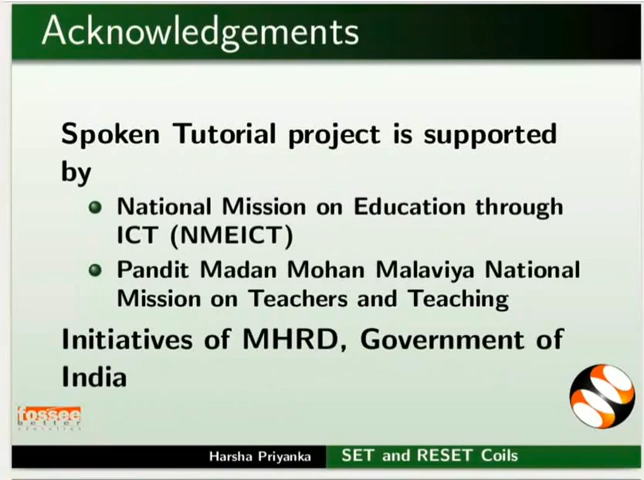 Acknowledgements
Spoken Tutorial project is supported
by
National Mission on Education through
ICT (NMEICT)
Pandit Madan Mohan Malaviya National
Mission on Teachers and Teaching
Initiatives of MHRD, Government of
India
fossee
better
Harsha Priyanka
SET and RESET Coils